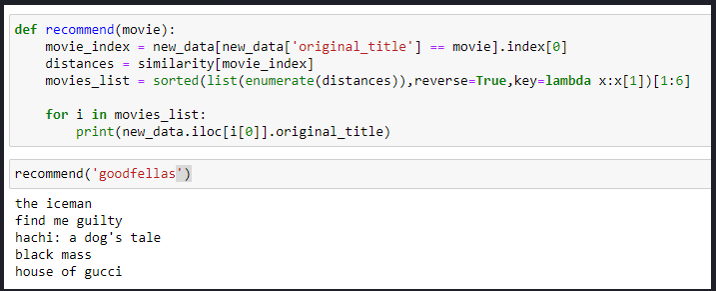 def recommend(movie):
    movie_index = new_data[new_data['original_title'] == movie].index[0]
    distances = similarity[movie_index]
    movies_list = sorted(list(enumerate(distances)),reverse=True,key=lambda x:x[1])[1:6]
    for i in movies_list:
        print(new_data.iloc[i[0]].original_title)
recommend('goodfellas')
the iceman
find me guilty
hachi: a dog's tale
black mass
house of gucci